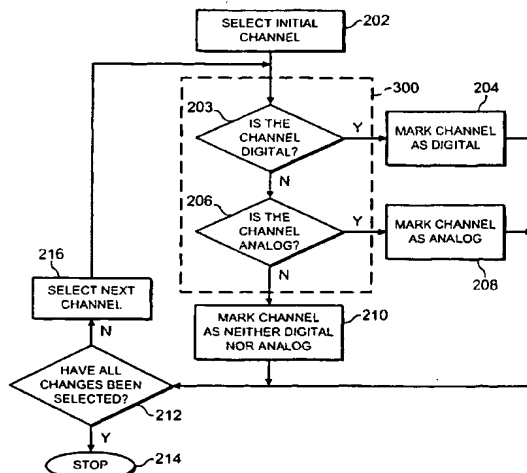 SELECT INITIAL
CHANNEL
202
300
203
IS THE
CHANNEL
DIGITAL?
Y
204
MARK CHANNEL
AS DIGITAL
N
206
IS THE
CHANNEL
ANALOG?
Y
MARK CHANNEL
AS ANALOG
208
N
216
SELECT NEXT
CHANNEL
MARK CHANNEL
AS NEITHER DIGITAL
NOR ANALOG
210
N
HAVE ALL
CHANGES BEEN
SELECTED?
212
Y
STOP
214